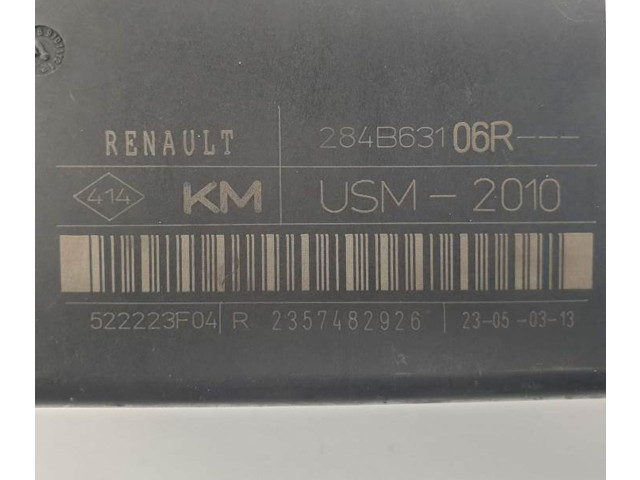 RENAULT 284B63106R---
414 KM USM-2010
522223F04 R 2357482926 23-05-03-13